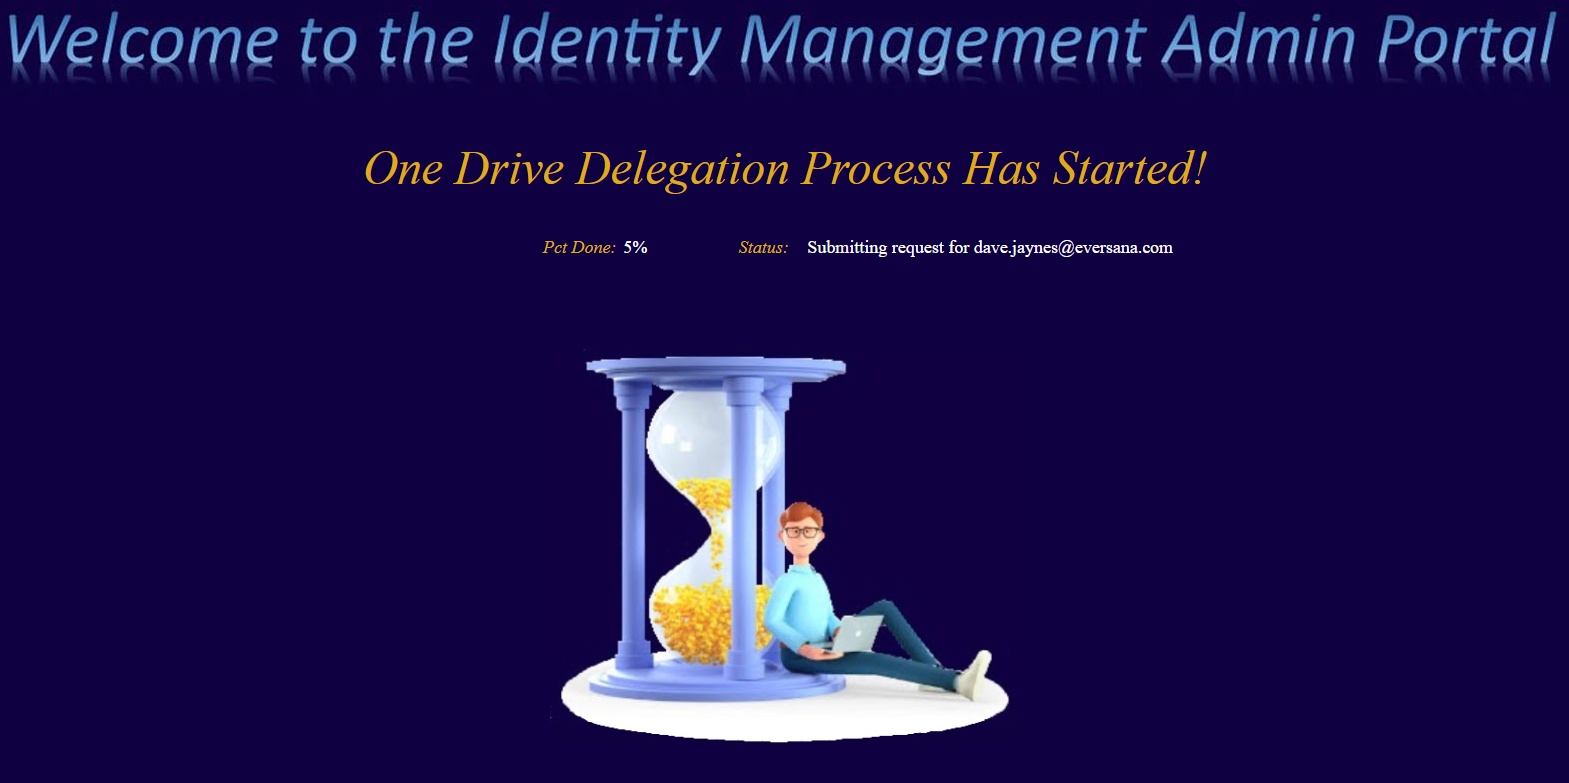 Welcome to the Identity Management Admin Portal
One Drive Delegation Process Has Started!
Pct Done: 5% Status: Submitting request for dave.jaynes@eversana.com